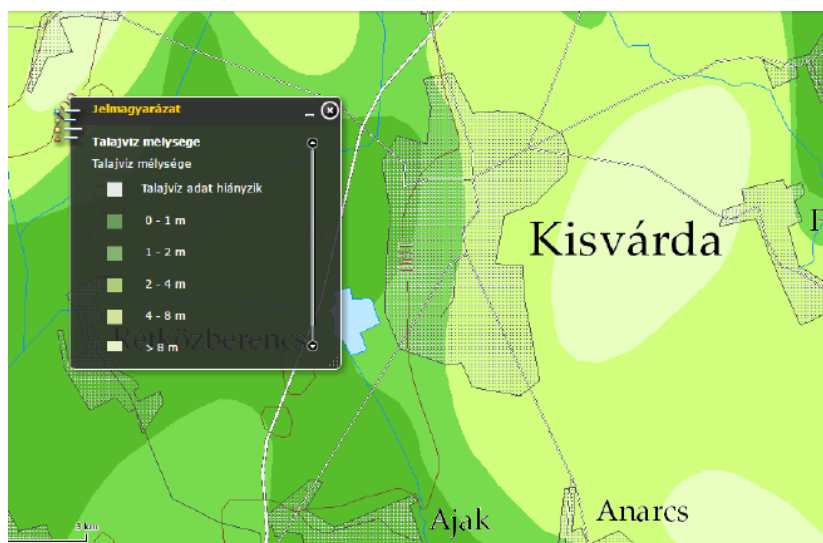 Jelmagyarázat
Talajvíz mélysége
Talajvíz mélysége
Talajvíz adat hiányzik
0 - 1 m
1 - 2 m
2 - 4 m
4 - 8 m
> 8 m
Rétközberencs
Kisvárda
Ajak
Anarcs
3 km